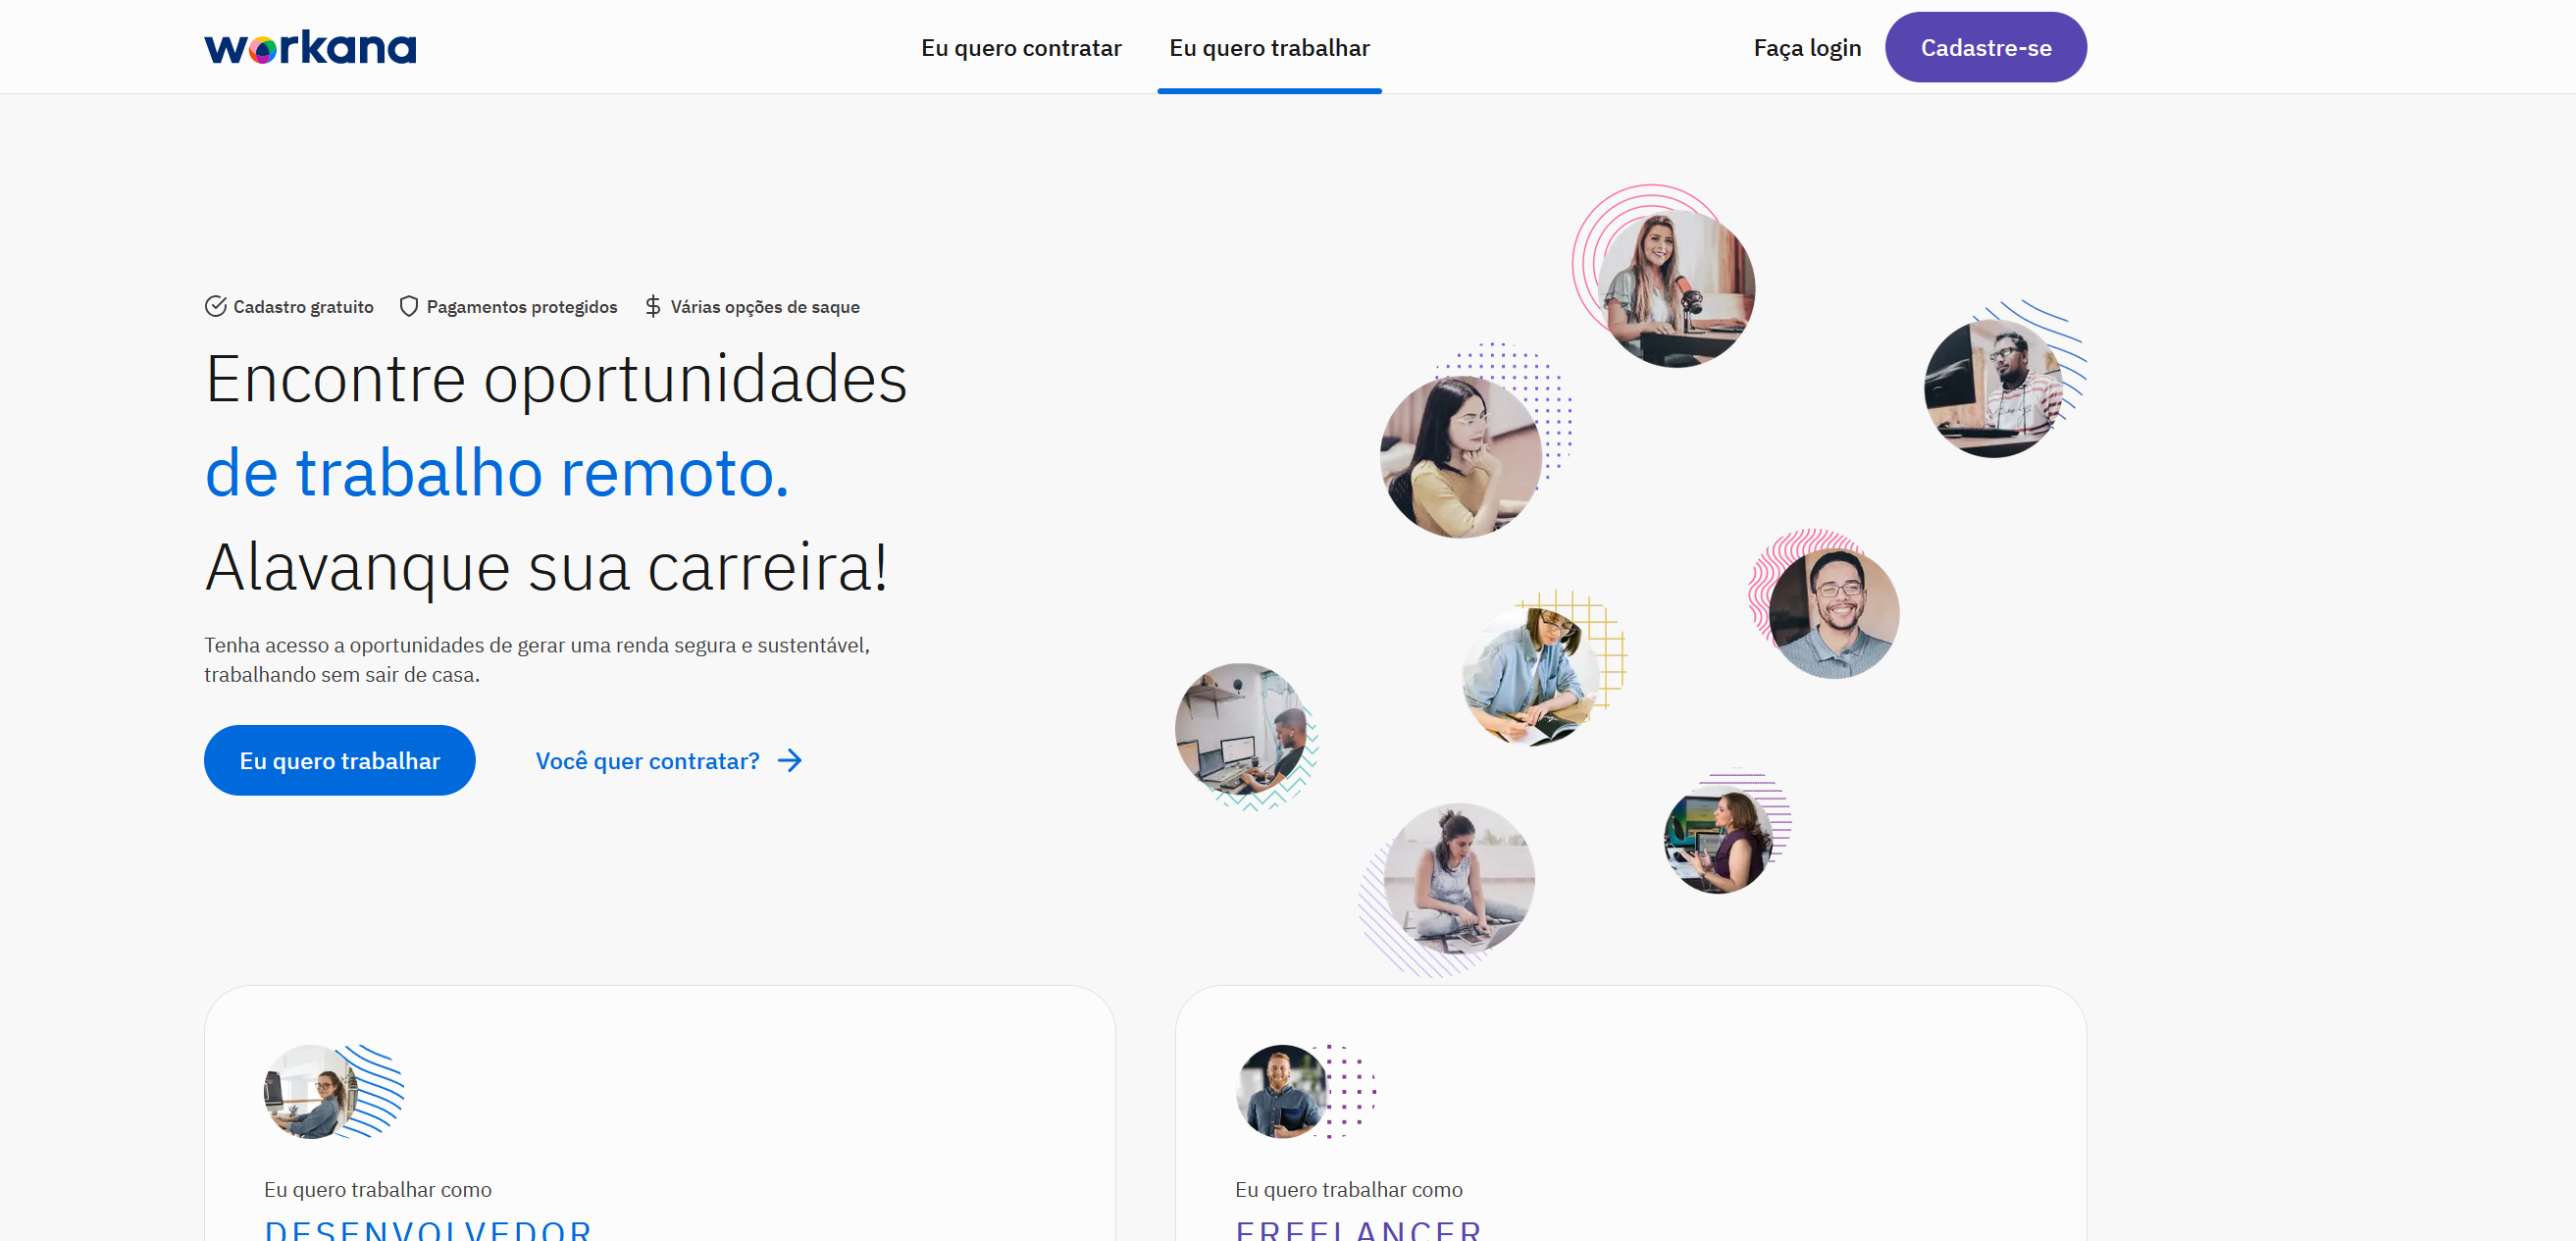 workana
Eu quero contratar
Eu quero trabalhar
Faça login
Cadastre-se
Cadastro gratuito
Pagamentos protegidos
Várias opções de saque
Encontre oportunidades
de trabalho remoto.
Alavanque sua carreira!
Tenha acesso a oportunidades de gerar uma renda segura e sustentável,
trabalhando sem sair de casa.
Eu quero trabalhar
Você quer contratar?
Eu quero trabalhar como
DESENVOLVEDOR
Eu quero trabalhar como
FREELANCER